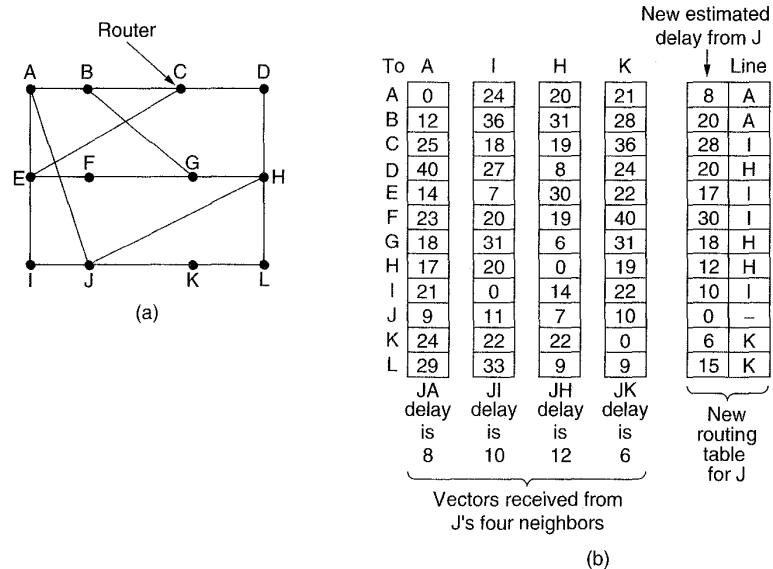 Router
A B C D
E F G H
I J K L
(a)
New estimated
delay from J
To A I H K Line
A 0 24 20 21 8 A
B 12 36 31 28 20 A
C 25 18 19 36 28 I
D 40 27 8 24 20 H
E 14 7 30 22 17 I
F 23 20 19 40 30 I
G 18 31 6 31 18 H
H 17 20 0 19 12 H
I 21 0 14 22 10 I
J 9 11 7 10 0 –
K 24 22 22 0 6 K
L 29 33 9 9 15 K
JA JI JH JK
delay delay delay delay
is is is is
8 10 12 6
New
routing
table
for J
Vectors received from
J's four neighbors
(b)